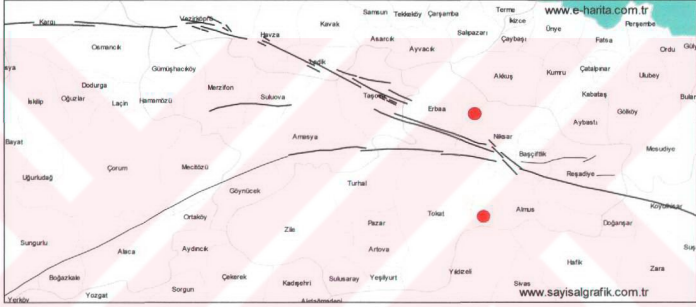 Samsun Tekkeköy Çarşamba Terme
www.e-harita.com.tr
Kargı Vezirköprü Kavak İkizce Ünye Perşembe
Havza Asarcık Salıpazarı Çaybaşı Fatsa
Osmancık Ayvacık Ordu
Gümüşhacıköy Ladik Akkuş Kumru Çatalpınar Ulubey
Dodurga Merzifon Suluova Taşova Kabataş
İskilip Oğuzlar Laçin Hamamözü Erbaa Gölköy
Aybastı
Bayat Amasya Niksar Mesudiye
Başçiftlik
Uğurludağ Çorum Mecitözü Reşadiye
Göynücek Turhal
Ortaköy Tokat Almus Koyulhisar
Zile Pazar Doğanşar
Sungurlu Alaca Aydıncık Artova
Hafik Zara
Boğazkale Çekerek Kadışehri Sulusaray Yeşilyurt Yıldızeli
Yerköy Yozgat Sorgun Sivas
www.sayisalgrafik.com.tr